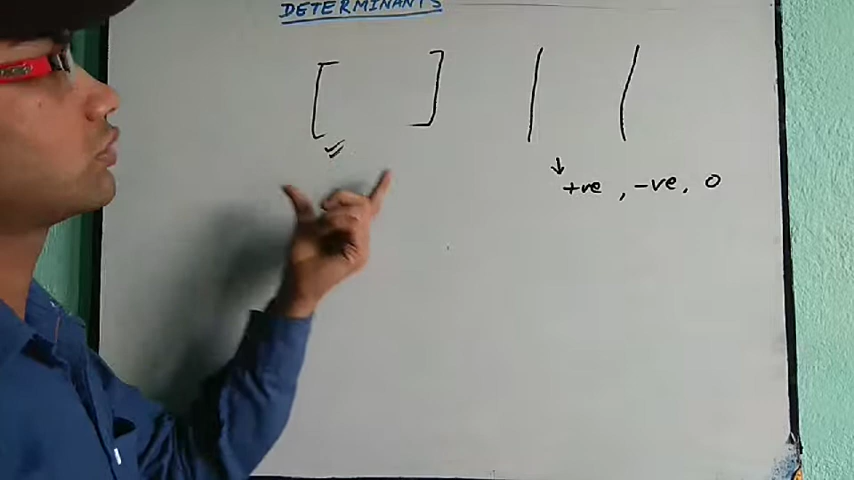 DETERMINANTS
[ ] | |
+ve, -ve, 0